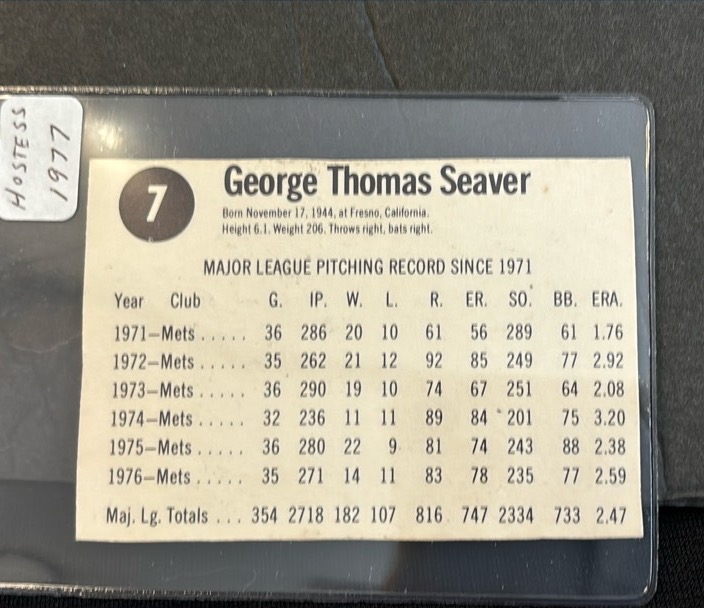 HOSTESS
1977
7
George Thomas Seaver
Born November 17, 1944, at Fresno, California.
Height 6.1. Weight 206. Throws right, bats right.
MAJOR LEAGUE PITCHING RECORD SINCE 1971
Year Club G. IP. W. L. R. ER. SO. BB. ERA.
1971—Mets ..... 36 286 20 10 61 56 289 61 1.76
1972—Mets ..... 35 262 21 12 92 85 249 77 2.92
1973—Mets ..... 36 290 19 10 74 67 251 64 2.08
1974—Mets ..... 32 236 11 11 89 84 201 75 3.20
1975—Mets ..... 36 280 22 9 81 74 243 88 2.38
1976—Mets ..... 35 271 14 11 83 78 235 77 2.59
Maj. Lg. Totals ... 354 2718 182 107 816 747 2334 733 2.47